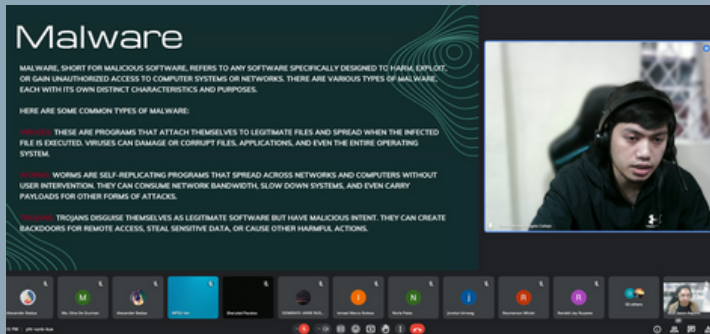 Malware
MALWARE, SHORT FOR MALICIOUS SOFTWARE, REFERS TO ANY SOFTWARE SPECIFICALLY DESIGNED TO HARM, EXPLOIT,
OR GAIN UNAUTHORIZED ACCESS TO COMPUTER SYSTEMS OR NETWORKS. THERE ARE VARIOUS TYPES OF MALWARE,
EACH WITH ITS OWN DISTINCT CHARACTERISTICS AND PURPOSES.
HERE ARE SOME COMMON TYPES OF MALWARE:
VIRUSES: THESE ARE PROGRAMS THAT ATTACH THEMSELVES TO LEGITIMATE FILES AND SPREAD WHEN THE INFECTED
FILE IS EXECUTED. VIRUSES CAN DAMAGE OR CORRUPT FILES, APPLICATIONS, AND EVEN THE ENTIRE OPERATING
SYSTEM.
WORMS: WORMS ARE SELF-REPLICATING PROGRAMS THAT SPREAD ACROSS NETWORKS AND COMPUTERS WITHOUT
USER INTERVENTION. THEY CAN CONSUME NETWORK BANDWIDTH, SLOW DOWN SYSTEMS, AND EVEN CARRY
PAYLOADS FOR OTHER FORMS OF ATTACKS.
TROJANS: TROJANS DISGUISE THEMSELVES AS LEGITIMATE SOFTWARE BUT HAVE MALICIOUS INTENT. THEY CAN CREATE
BACKDOORS FOR REMOTE ACCESS, STEAL SENSITIVE DATA, OR CAUSE OTHER HARMFUL ACTIONS.
M
I
N
J
R
R